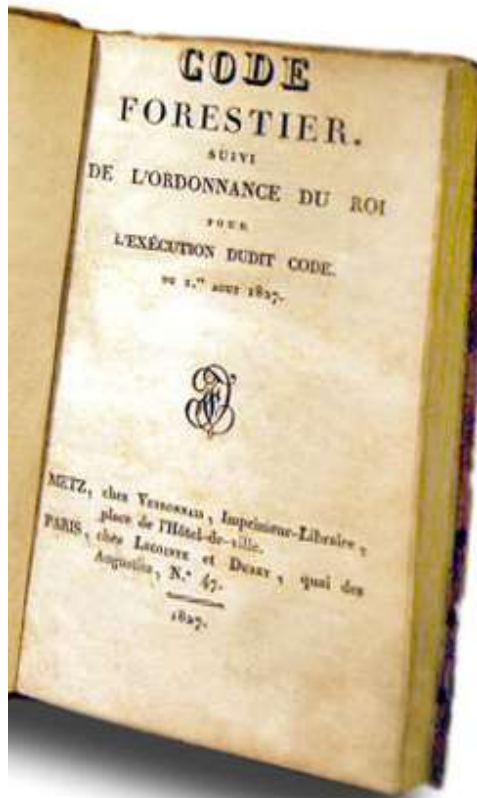 CODE
FORESTIER.
SUIVI
DE L'ORDONNANCE DU ROI
POUR
L'EXÉCUTION DUDIT CODE.
DU 1.er AOUT 1827.
METZ, chez VERRONNAIS, Imprimeur-Libraire,
place de l'Hôtel-de-ville.
PARIS, chez LECOINTE et DUREY, quai des
Augustins, N.º 47.
1827.